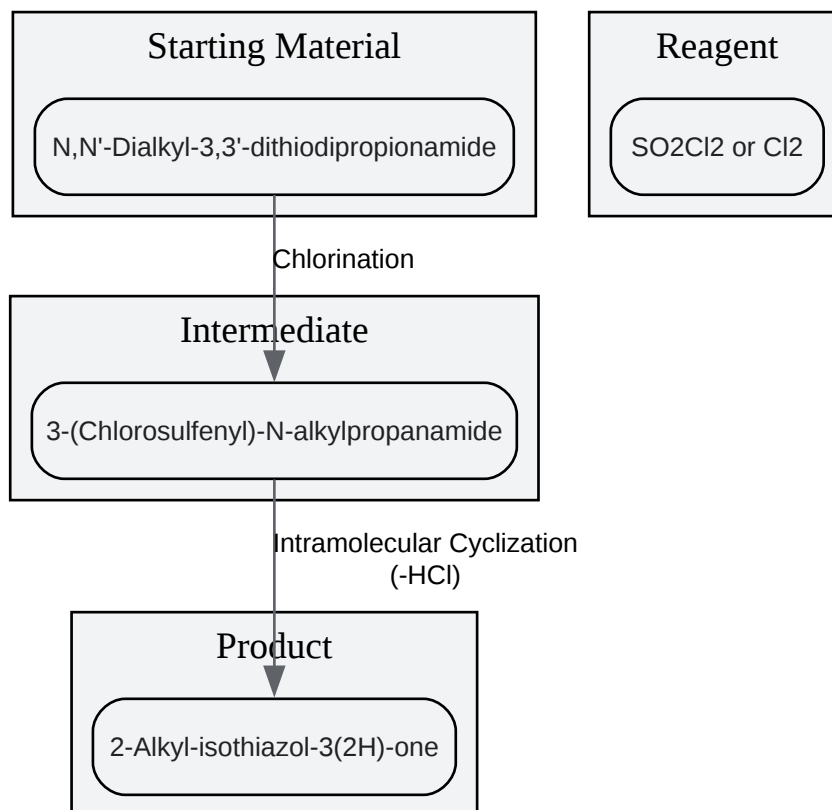 Starting Material
N,N'-Dialkyl-3,3'-dithiodipropionamide
Reagent
SO2Cl2 or Cl2
Chlorination
Intermediate
3-(Chlorosulfenyl)-N-alkylpropanamide
Intramolecular Cyclization
(-HCl)
Product
2-Alkyl-isothiazol-3(2H)-one